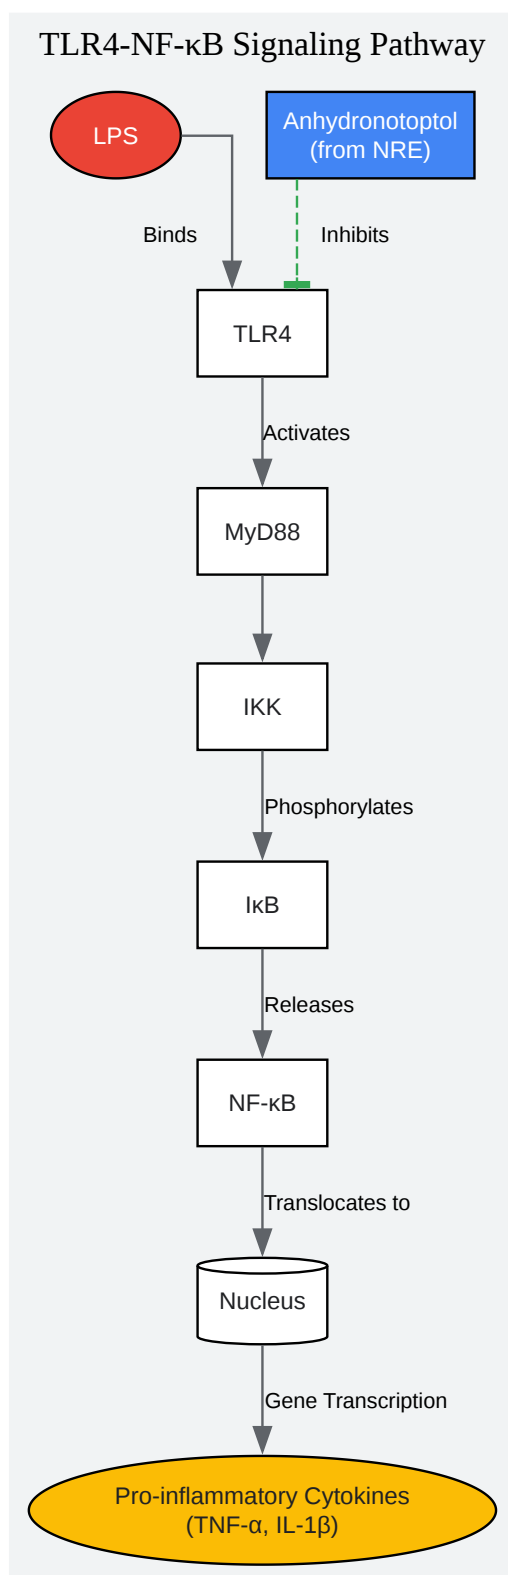 TLR4-NF-κB Signaling Pathway
LPS
Anhydronotoptol
(from NRE)
Binds
Inhibits
TLR4
Activates
MyD88
IKK
Phosphorylates
IκB
Releases
NF-κB
Translocates to
Nucleus
Gene Transcription
Pro-inflammatory Cytokines
(TNF-α, IL-1β)